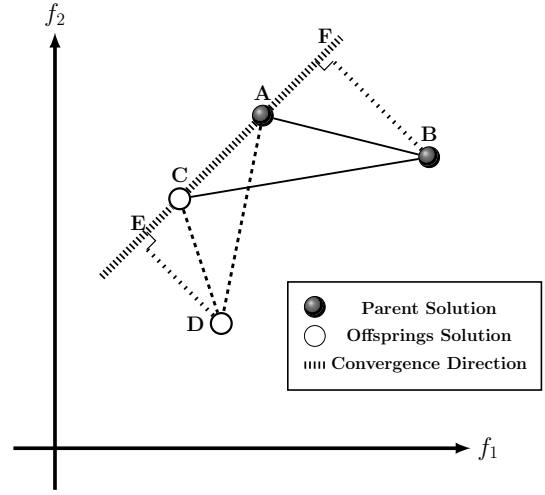 f₂
F
A
B
C
E
D
Parent Solution
Offsprings Solution
Convergence Direction
f₁